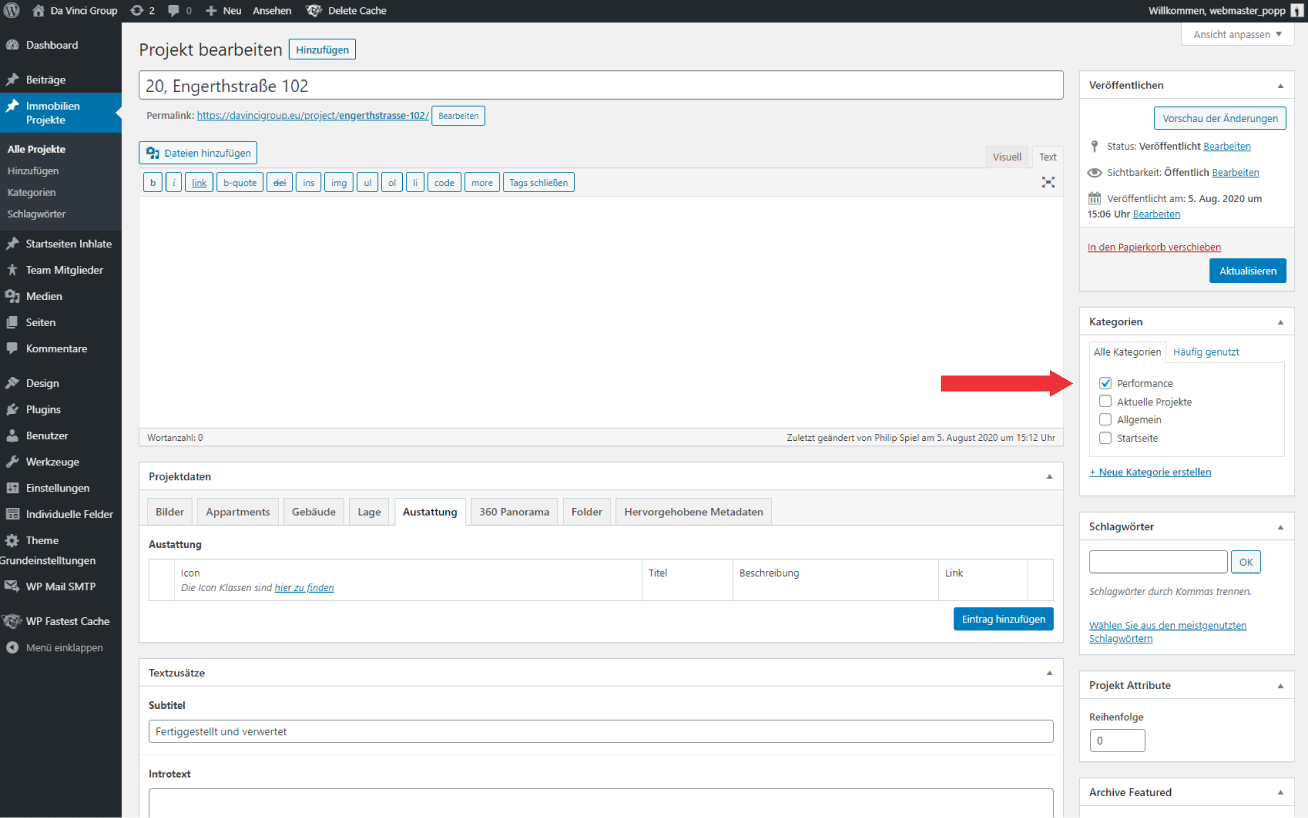 Da Vinci Group 2 0 Neu Ansehen Delete Cache Willkommen, webmaster_popp
Ansicht anpassen
Dashboard
Beiträge
Immobilien
Projekte
Alle Projekte
Hinzufügen
Kategorien
Schlagwörter
Startseiten Inhlate
Team Mitglieder
Medien
Seiten
Kommentare
Design
Plugins
Benutzer
Werkzeuge
Einstellungen
Individuelle Felder
Theme
Grundeinstelltungen
WP Mail SMTP
WP Fastest Cache
Menü einklappen
Projekt bearbeiten Hinzufügen
20, Engerthstraße 102
Permalink: https://davincigroup.eu/project/engerthstrasse-102/ Bearbeiten
Dateien hinzufügen
Visuell Text
b i link b-quote del ins img ul ol li code more Tags schließen
Wortanzahl: 0 Zuletzt geändert von Philip Spiel am 5. August 2020 um 15:12 Uhr
Projektdaten
Bilder Appartments Gebäude Lage Austattung 360 Panorama Folder Hervorgehobene Metadaten
Austattung
Icon Titel Beschreibung Link
Die Icon Klassen sind hier zu finden
Eintrag hinzufügen
Textzusätze
Subtitel
Fertiggestellt und verwertet
Introtext
Veröffentlichen
Vorschau der Änderungen
Status: Veröffentlicht Bearbeiten
Sichtbarkeit: Öffentlich Bearbeiten
Veröffentlicht am: 5. Aug. 2020 um
15:06 Uhr Bearbeiten
In den Papierkorb verschieben
Aktualisieren
Kategorien
Alle Kategorien Häufig genutzt
Performance
Aktuelle Projekte
Allgemein
Startseite
+ Neue Kategorie erstellen
Schlagwörter
OK
Schlagwörter durch Kommas trennen.
Wählen Sie aus den meistgenutzten
Schlagwörtern
Projekt Attribute
Reihenfolge
0
Archive Featured